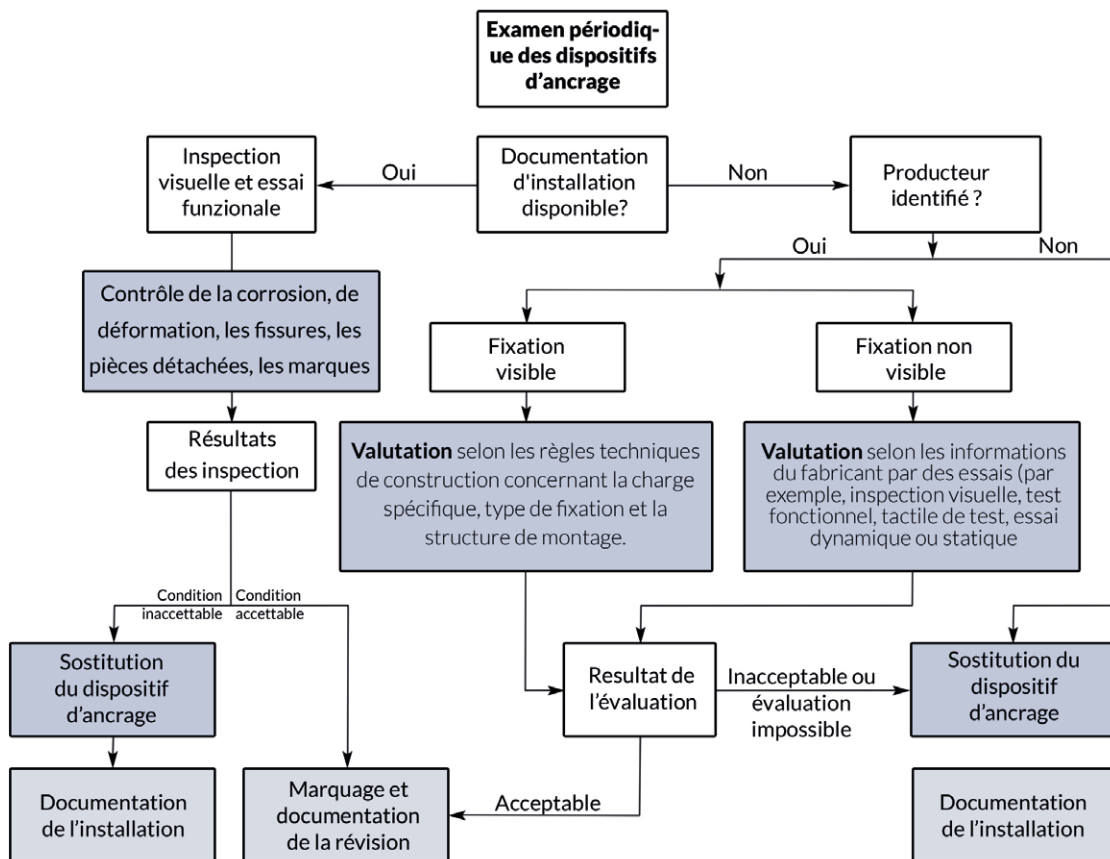 Examen périodiq-
ue des dispositifs
d'ancrage
Inspection
visuelle et essai
funzionale
Oui
Documentation
d'installation
disponible?
Non
Producteur
identifié ?
Oui
Non
Contrôle de la corrosion, de
déformation, les fissures, les
pièces détachées, les marques
Fixation
visible
Fixation non
visible
Résultats
des inspection
Valutation selon les règles techniques
de construction concernant la charge
spécifique, type de fixation et la
structure de montage.
Valutation selon les informations
du fabricant par des essais (par
exemple, inspection visuelle, test
fonctionnel, tactile de test, essai
dynamique ou statique
Condition
inaccettable
Condition
accettable
Sostitution
du dispositif
d'ancrage
Resultat de
l'évaluation
Inacceptable ou
évaluation
impossible
Sostitution du
dispositif
d'ancrage
Documentation
de l'installation
Marquage et
documentation
de la révision
Acceptable
Documentation
de l'installation